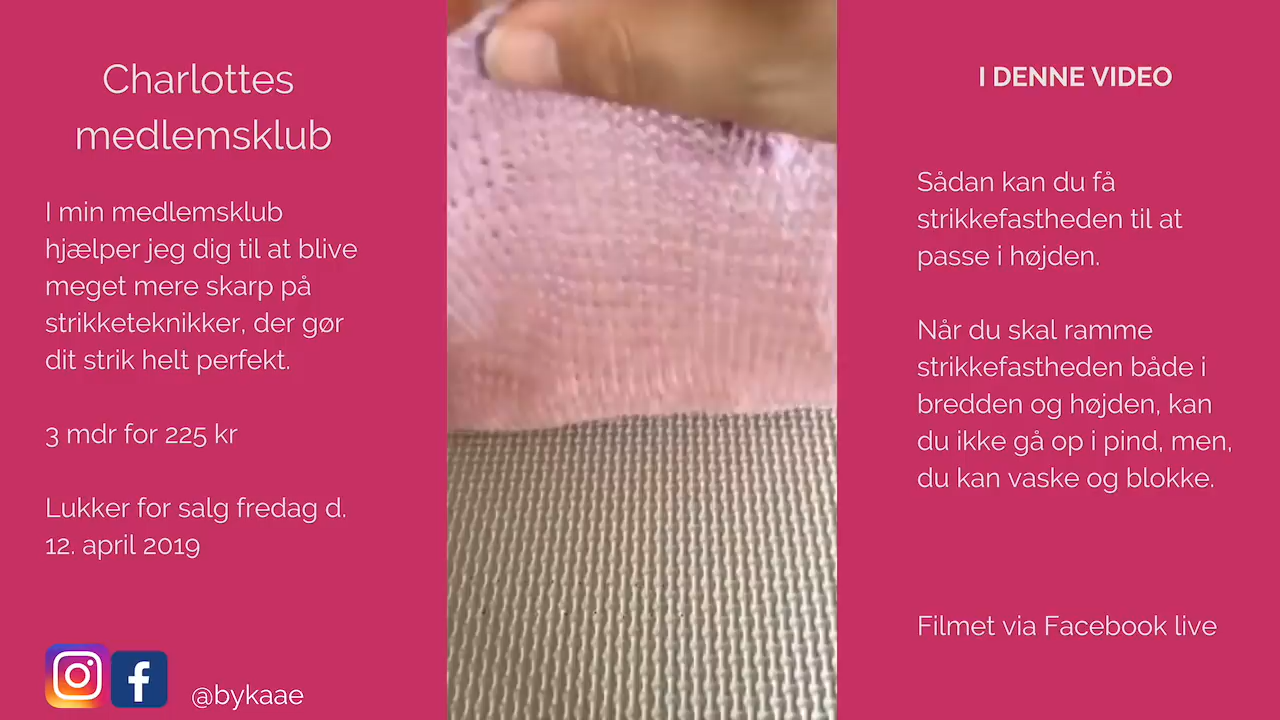 Charlottes
medlemsklub
I min medlemsklub
hjælper jeg dig til at blive
meget mere skarp på
strikketeknikker, der gør
dit strik helt perfekt.
3 mdr for 225 kr
Lukker for salg fredag d.
12. april 2019
@bykaae
I DENNE VIDEO
Sådan kan du få
strikkefastheden til at
passe i højden.
Når du skal ramme
strikkefastheden både i
bredden og højden, kan
du ikke gå op i pind, men,
du kan vaske og blokke.
Filmet via Facebook live